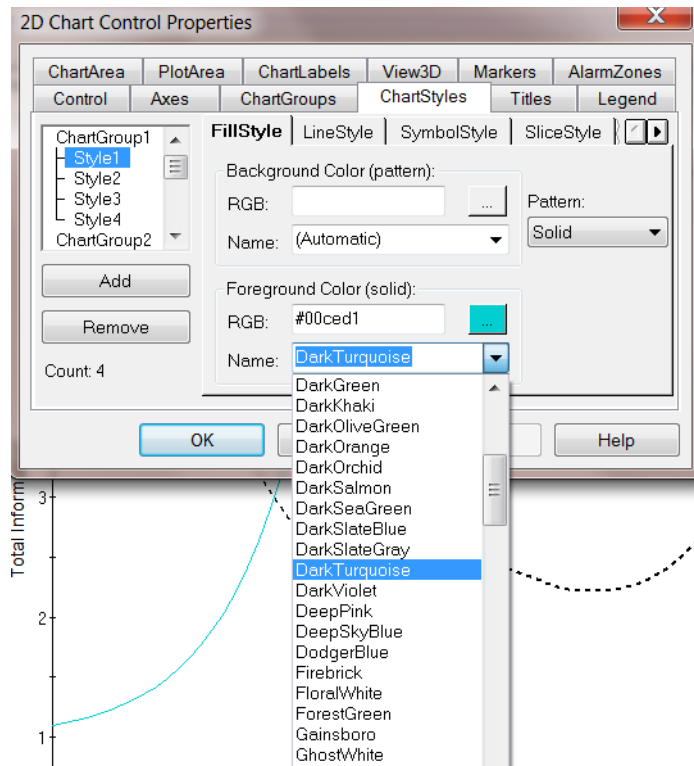 2D Chart Control Properties
X
ChartArea PlotArea ChartLabels View3D Markers AlarmZones
Control Axes ChartGroups ChartStyles Titles Legend
ChartGroup1
Style1
Style2
Style3
Style4
ChartGroup2
Add
Remove
Count: 4
FillStyle LineStyle SymbolStyle SliceStyle
Background Color (pattern):
RGB: ...
Name: (Automatic)
Pattern:
Solid
Foreground Color (solid):
RGB: #00ced1 ...
Name: DarkTurquoise
OK
Help
DarkGreen
DarkKhaki
DarkOliveGreen
DarkOrange
DarkOrchid
DarkSalmon
DarkSeaGreen
DarkSlateBlue
DarkSlateGray
DarkTurquoise
DarkViolet
DeepPink
DeepSkyBlue
DodgerBlue
Firebrick
FloralWhite
ForestGreen
Gainsboro
GhostWhite
Total Inform
3
2
1